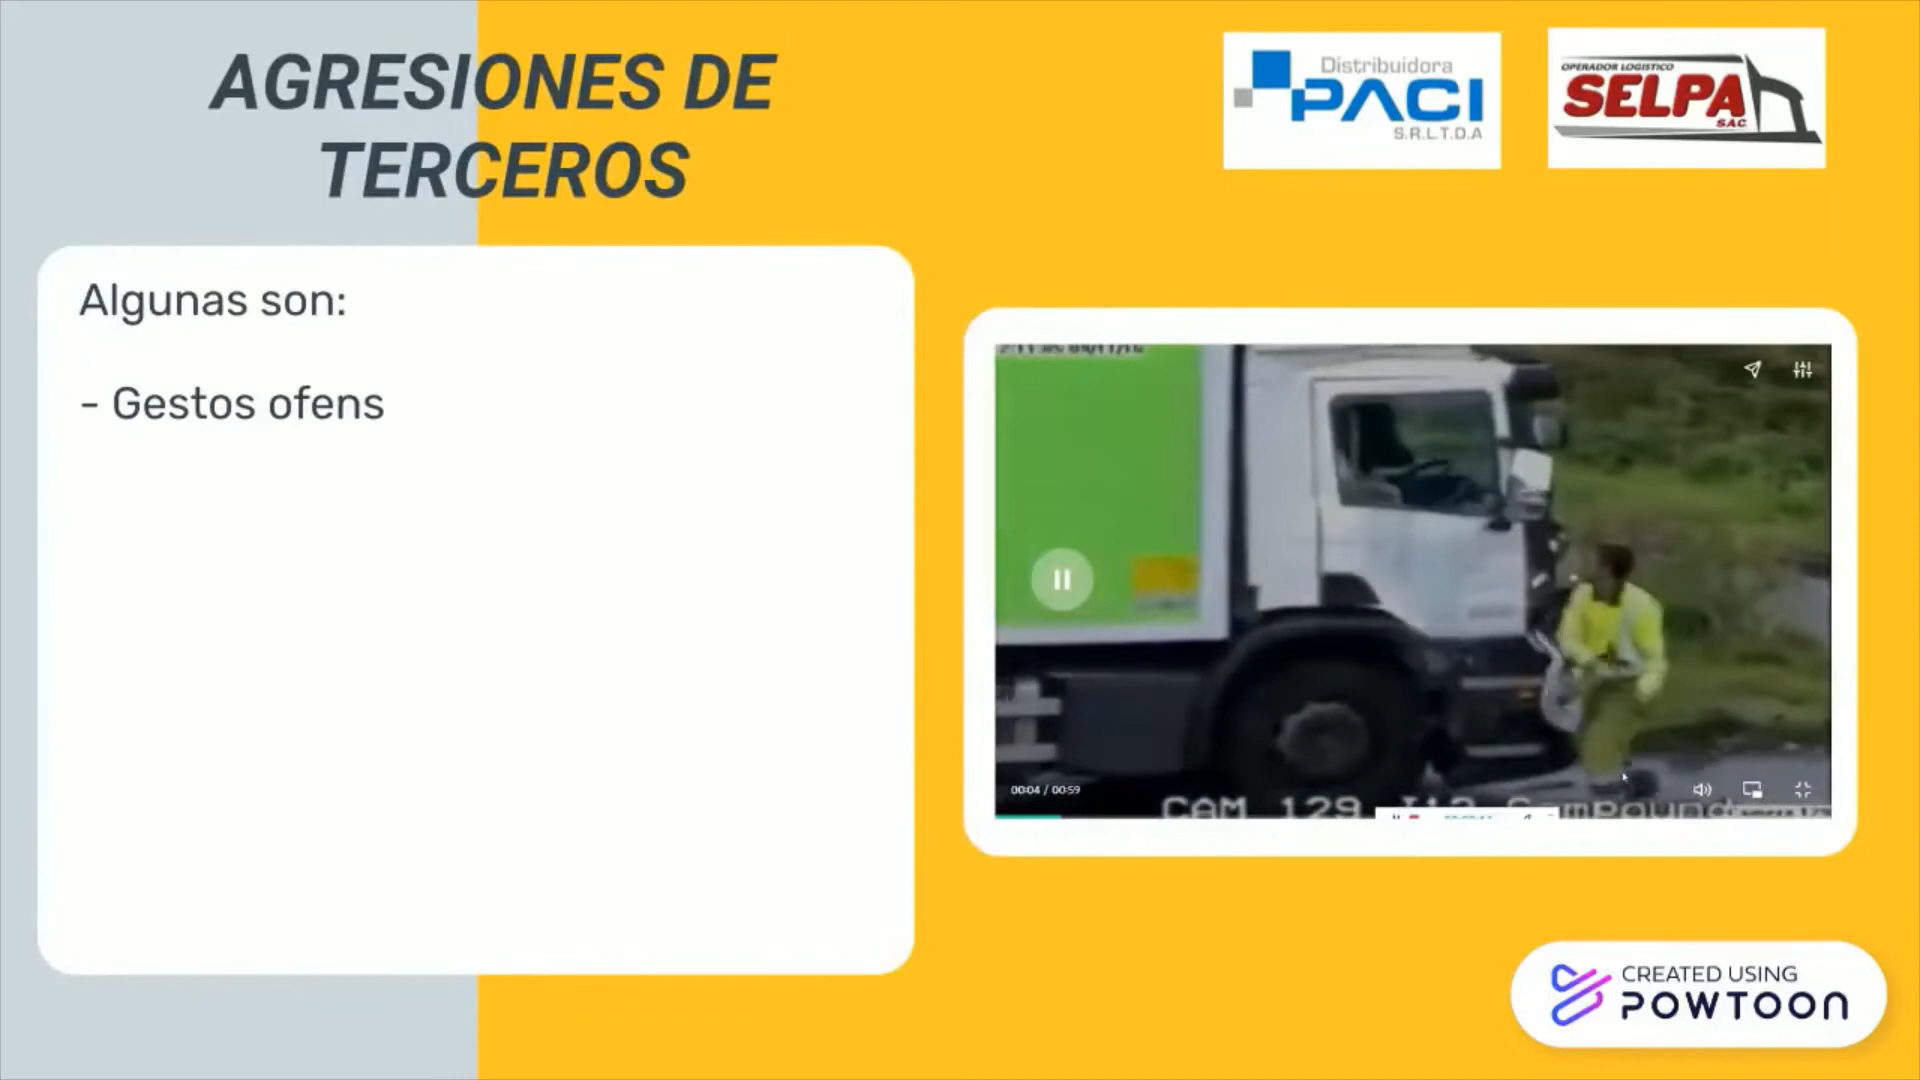 AGRESIONES DE
TERCEROS
Distribuidora
PACI
S.R.L.T.D.A
OPERADOR LOGISTICO
SELPA
S.A.C.
Algunas son:
- Gestos ofens
00:04 / 00:59
CAM 129
CREATED USING
POWTOON